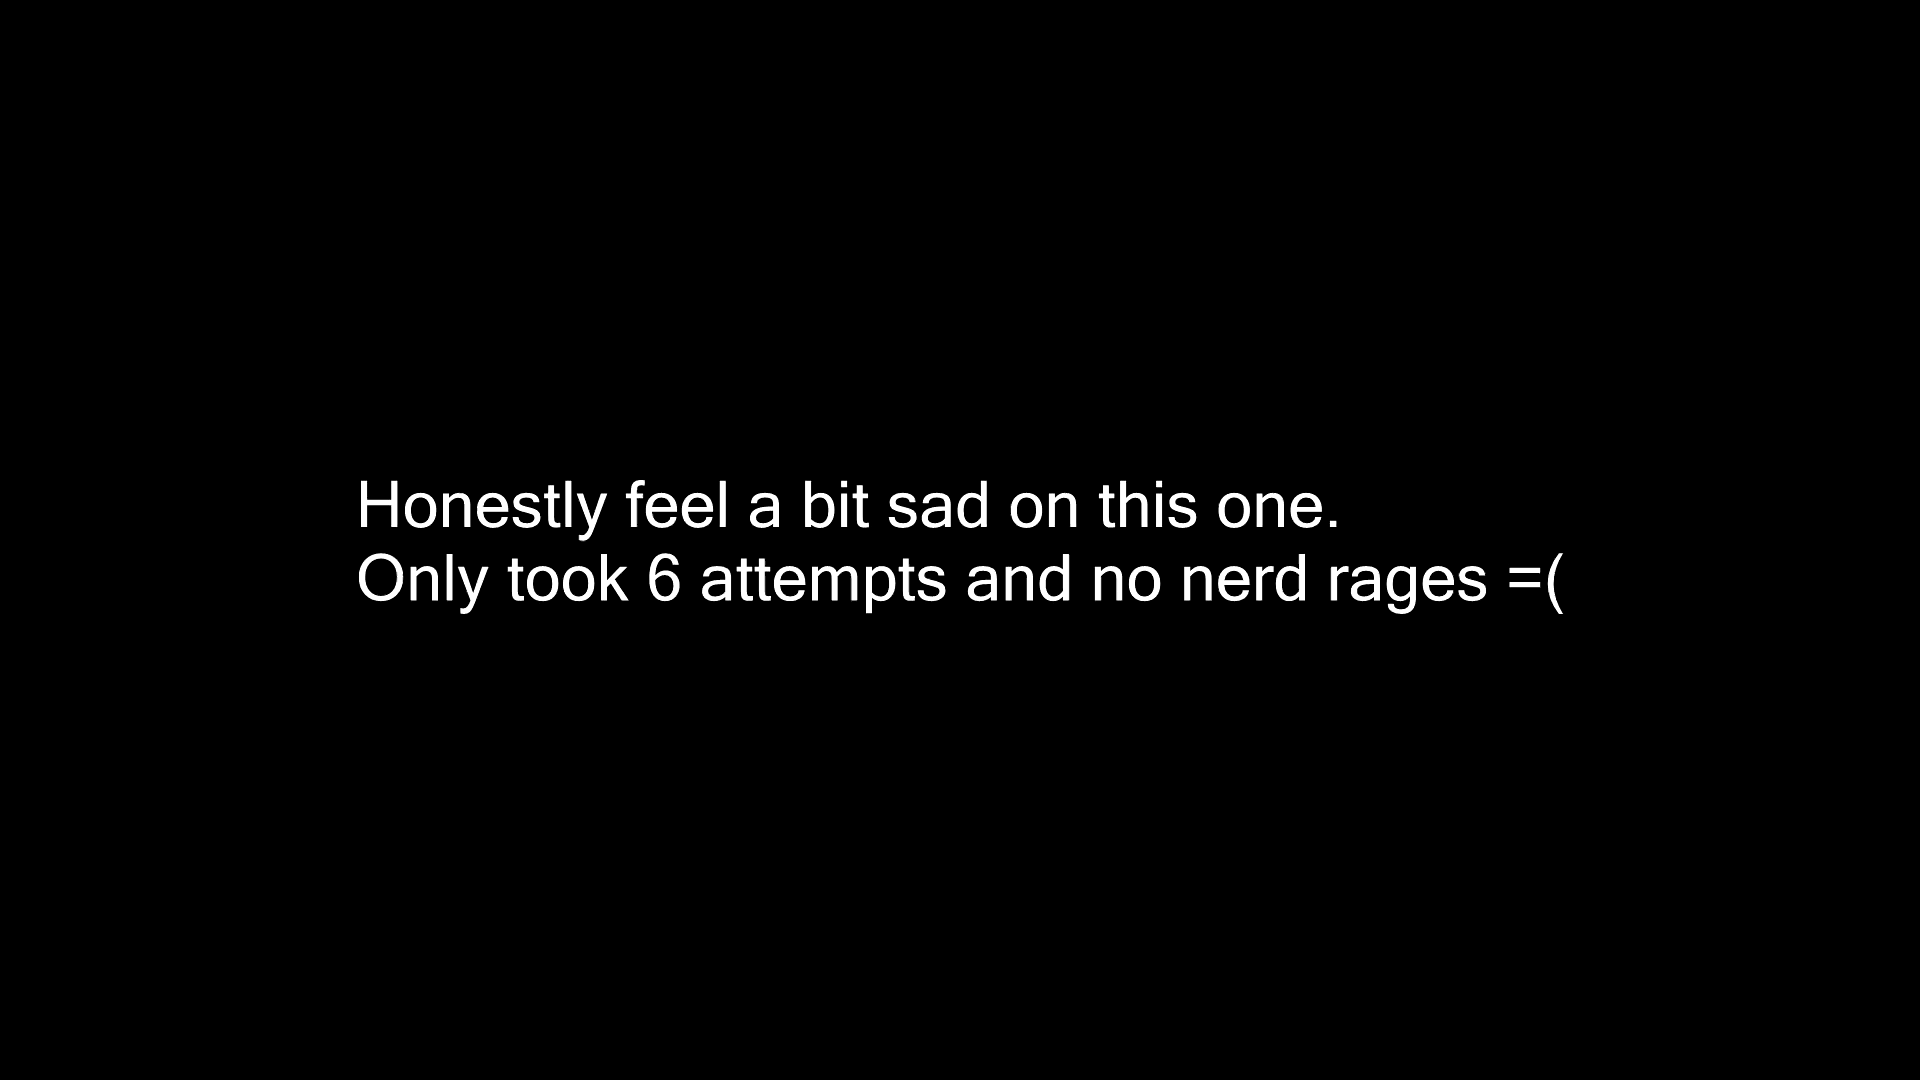 Honestly feel a bit sad on this one.
Only took 6 attempts and no nerd rages =(